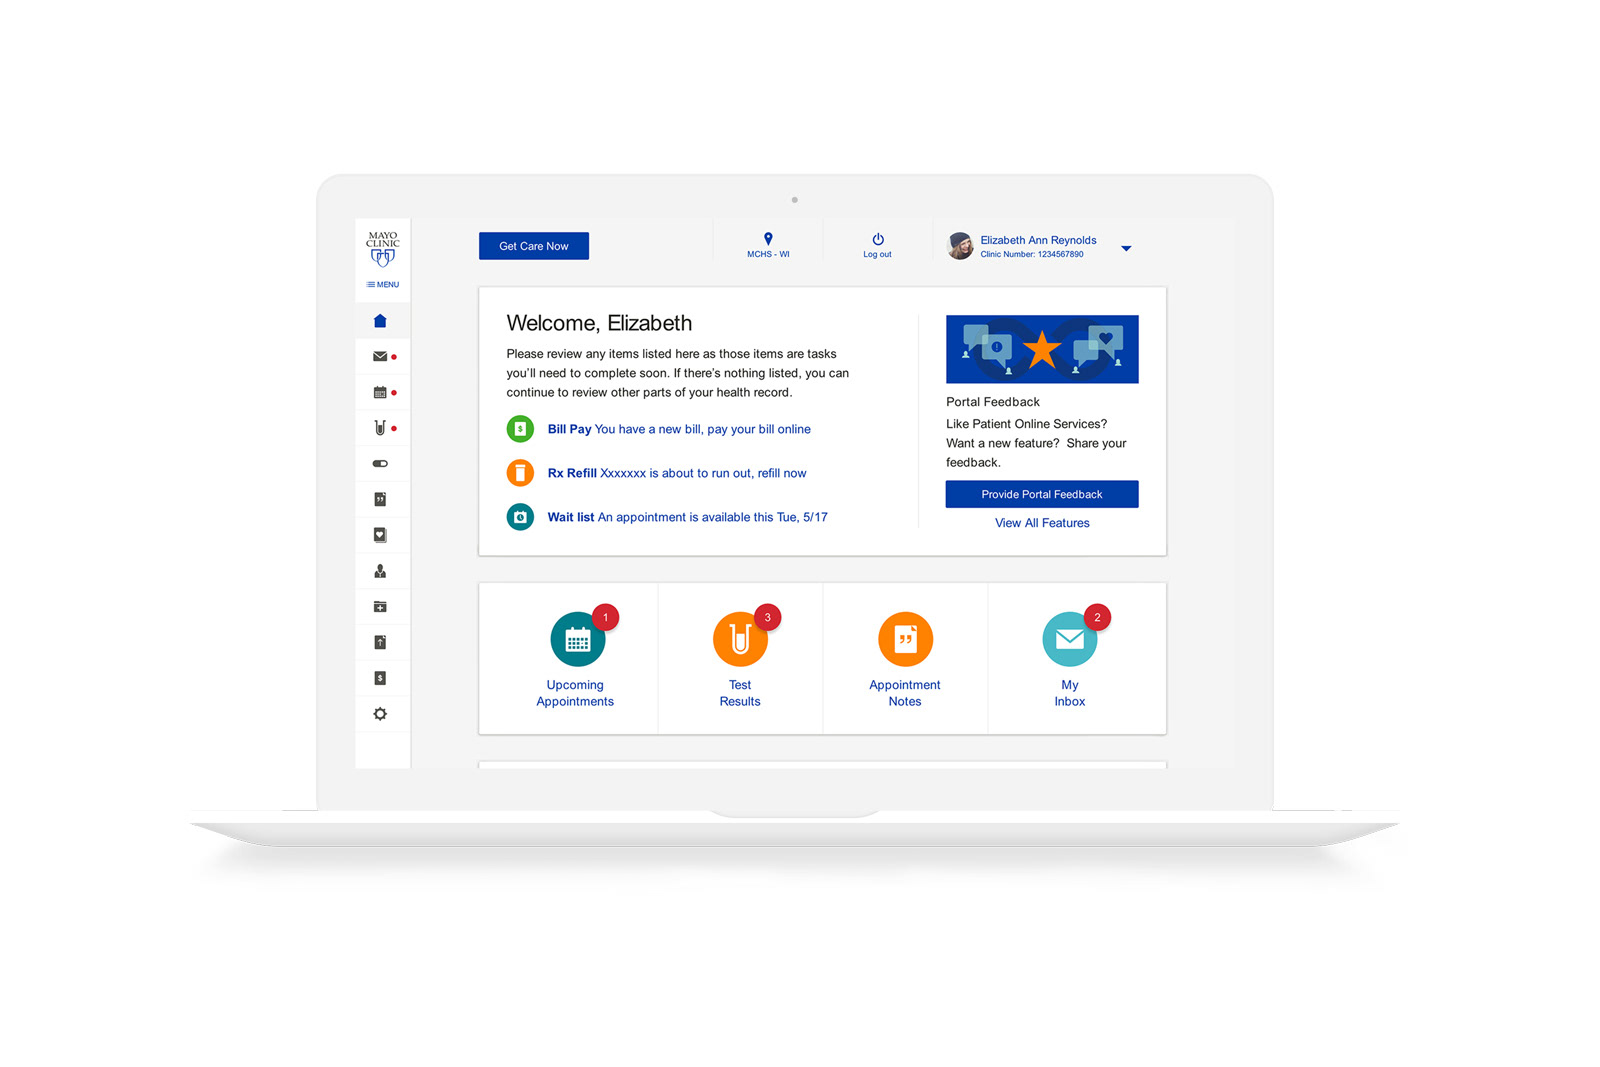 MAYO
CLINIC
MENU
Get Care Now
MCHS - WI
Log out
Elizabeth Ann Reynolds
Clinic Number: 1234567890
Welcome, Elizabeth
Please review any items listed here as those items are tasks
you'll need to complete soon. If there's nothing listed, you can
continue to review other parts of your health record.
Bill Pay You have a new bill, pay your bill online
Rx Refill Xxxxxxx is about to run out, refill now
Wait list An appointment is available this Tue, 5/17
Portal Feedback
Like Patient Online Services?
Want a new feature? Share your
feedback.
Provide Portal Feedback
View All Features
1
Upcoming
Appointments
3
Test
Results
Appointment
Notes
2
My
Inbox